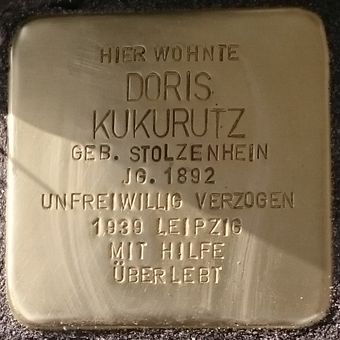 HIER WOHNTE
DORIS
KUKURUTZ
GEB. STOLZENHEIN
JG. 1892
UNFREIWILLIG VERZOGEN
1939 LEIPZIG
MIT HILFE
ÜBERLEBT